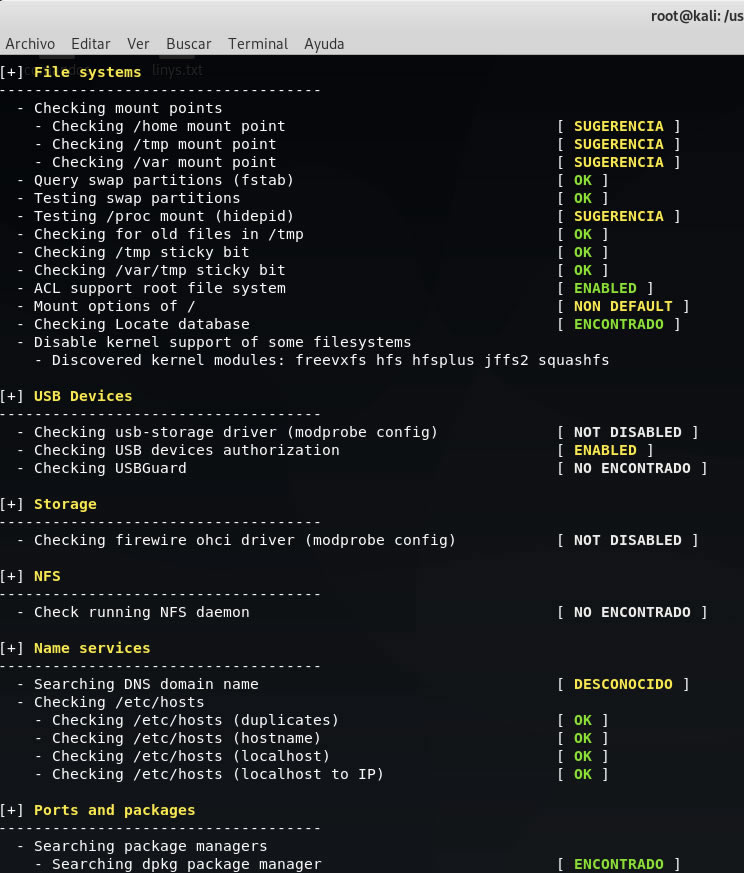 root@kali: /us
Archivo Editar Ver Buscar Terminal Ayuda
linys.txt
[+] File systems
------------------------------------
  - Checking mount points
    - Checking /home mount point [ SUGERENCIA ]
    - Checking /tmp mount point [ SUGERENCIA ]
    - Checking /var mount point [ SUGERENCIA ]
  - Query swap partitions (fstab) [ OK ]
  - Testing swap partitions [ OK ]
  - Testing /proc mount (hidepid) [ SUGERENCIA ]
  - Checking for old files in /tmp [ OK ]
  - Checking /tmp sticky bit [ OK ]
  - Checking /var/tmp sticky bit [ OK ]
  - ACL support root file system [ ENABLED ]
  - Mount options of / [ NON DEFAULT ]
  - Checking Locate database [ ENCONTRADO ]
  - Disable kernel support of some filesystems
    - Discovered kernel modules: freevxfs hfs hfsplus jffs2 squashfs
[+] USB Devices
------------------------------------
  - Checking usb-storage driver (modprobe config) [ NOT DISABLED ]
  - Checking USB devices authorization [ ENABLED ]
  - Checking USBGuard [ NO ENCONTRADO ]
[+] Storage
------------------------------------
  - Checking firewire ohci driver (modprobe config) [ NOT DISABLED ]
[+] NFS
------------------------------------
  - Check running NFS daemon [ NO ENCONTRADO ]
[+] Name services
------------------------------------
  - Searching DNS domain name [ DESCONOCIDO ]
  - Checking /etc/hosts
    - Checking /etc/hosts (duplicates) [ OK ]
    - Checking /etc/hosts (hostname) [ OK ]
    - Checking /etc/hosts (localhost) [ OK ]
    - Checking /etc/hosts (localhost to IP) [ OK ]
[+] Ports and packages
------------------------------------
  - Searching package managers
    - Searching dpkg package manager [ ENCONTRADO ]